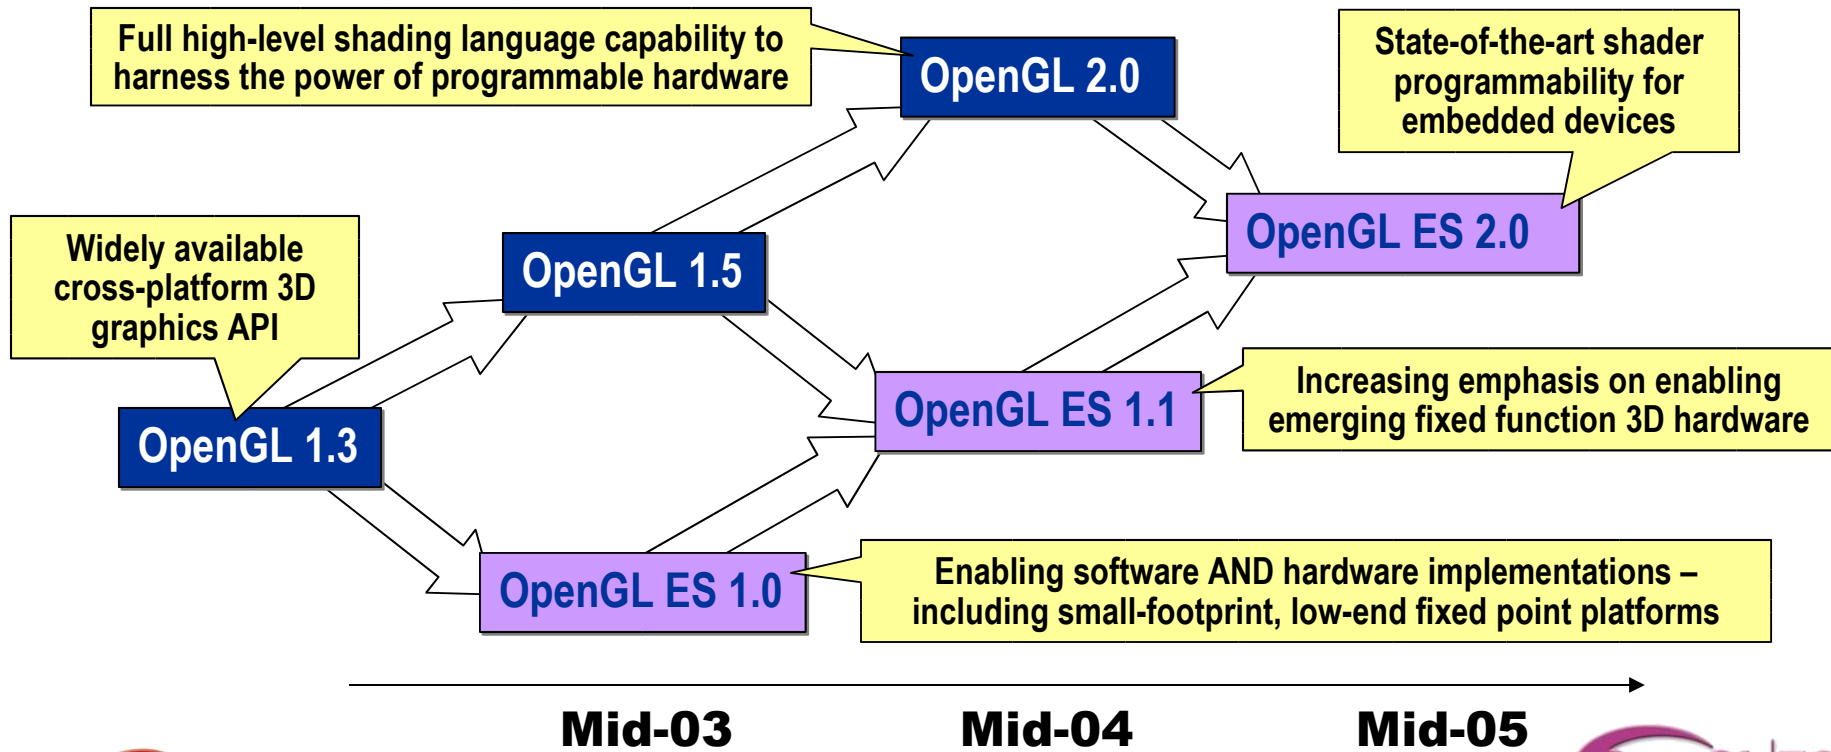 Full high-level shading language capability to
harness the power of programmable hardware
OpenGL 2.0
State-of-the-art shader
programmability for
embedded devices
Widely available
cross-platform 3D
graphics API
OpenGL 1.5
OpenGL ES 2.0
OpenGL 1.3
OpenGL ES 1.1
Increasing emphasis on enabling
emerging fixed function 3D hardware
OpenGL ES 1.0
Enabling software AND hardware implementations –
including small-footprint, low-end fixed point platforms
Mid-03
Mid-04
Mid-05